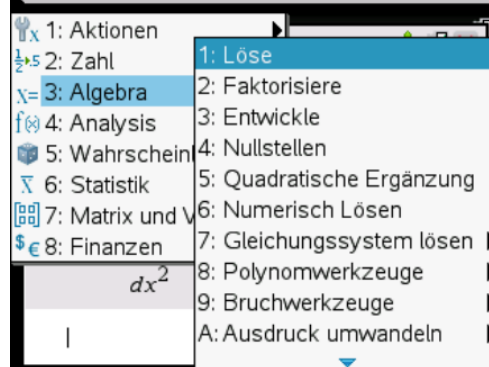 1: Aktionen
2: Zahl
3: Algebra
4: Analysis
5: Wahrschein
6: Statistik
7: Matrix und V
8: Finanzen
1: Löse
2: Faktorisiere
3: Entwickle
4: Nullstellen
5: Quadratische Ergänzung
6: Numerisch Lösen
7: Gleichungssystem lösen
8: Polynomwerkzeuge
9: Bruchwerkzeuge
A: Ausdruck umwandeln
dx²